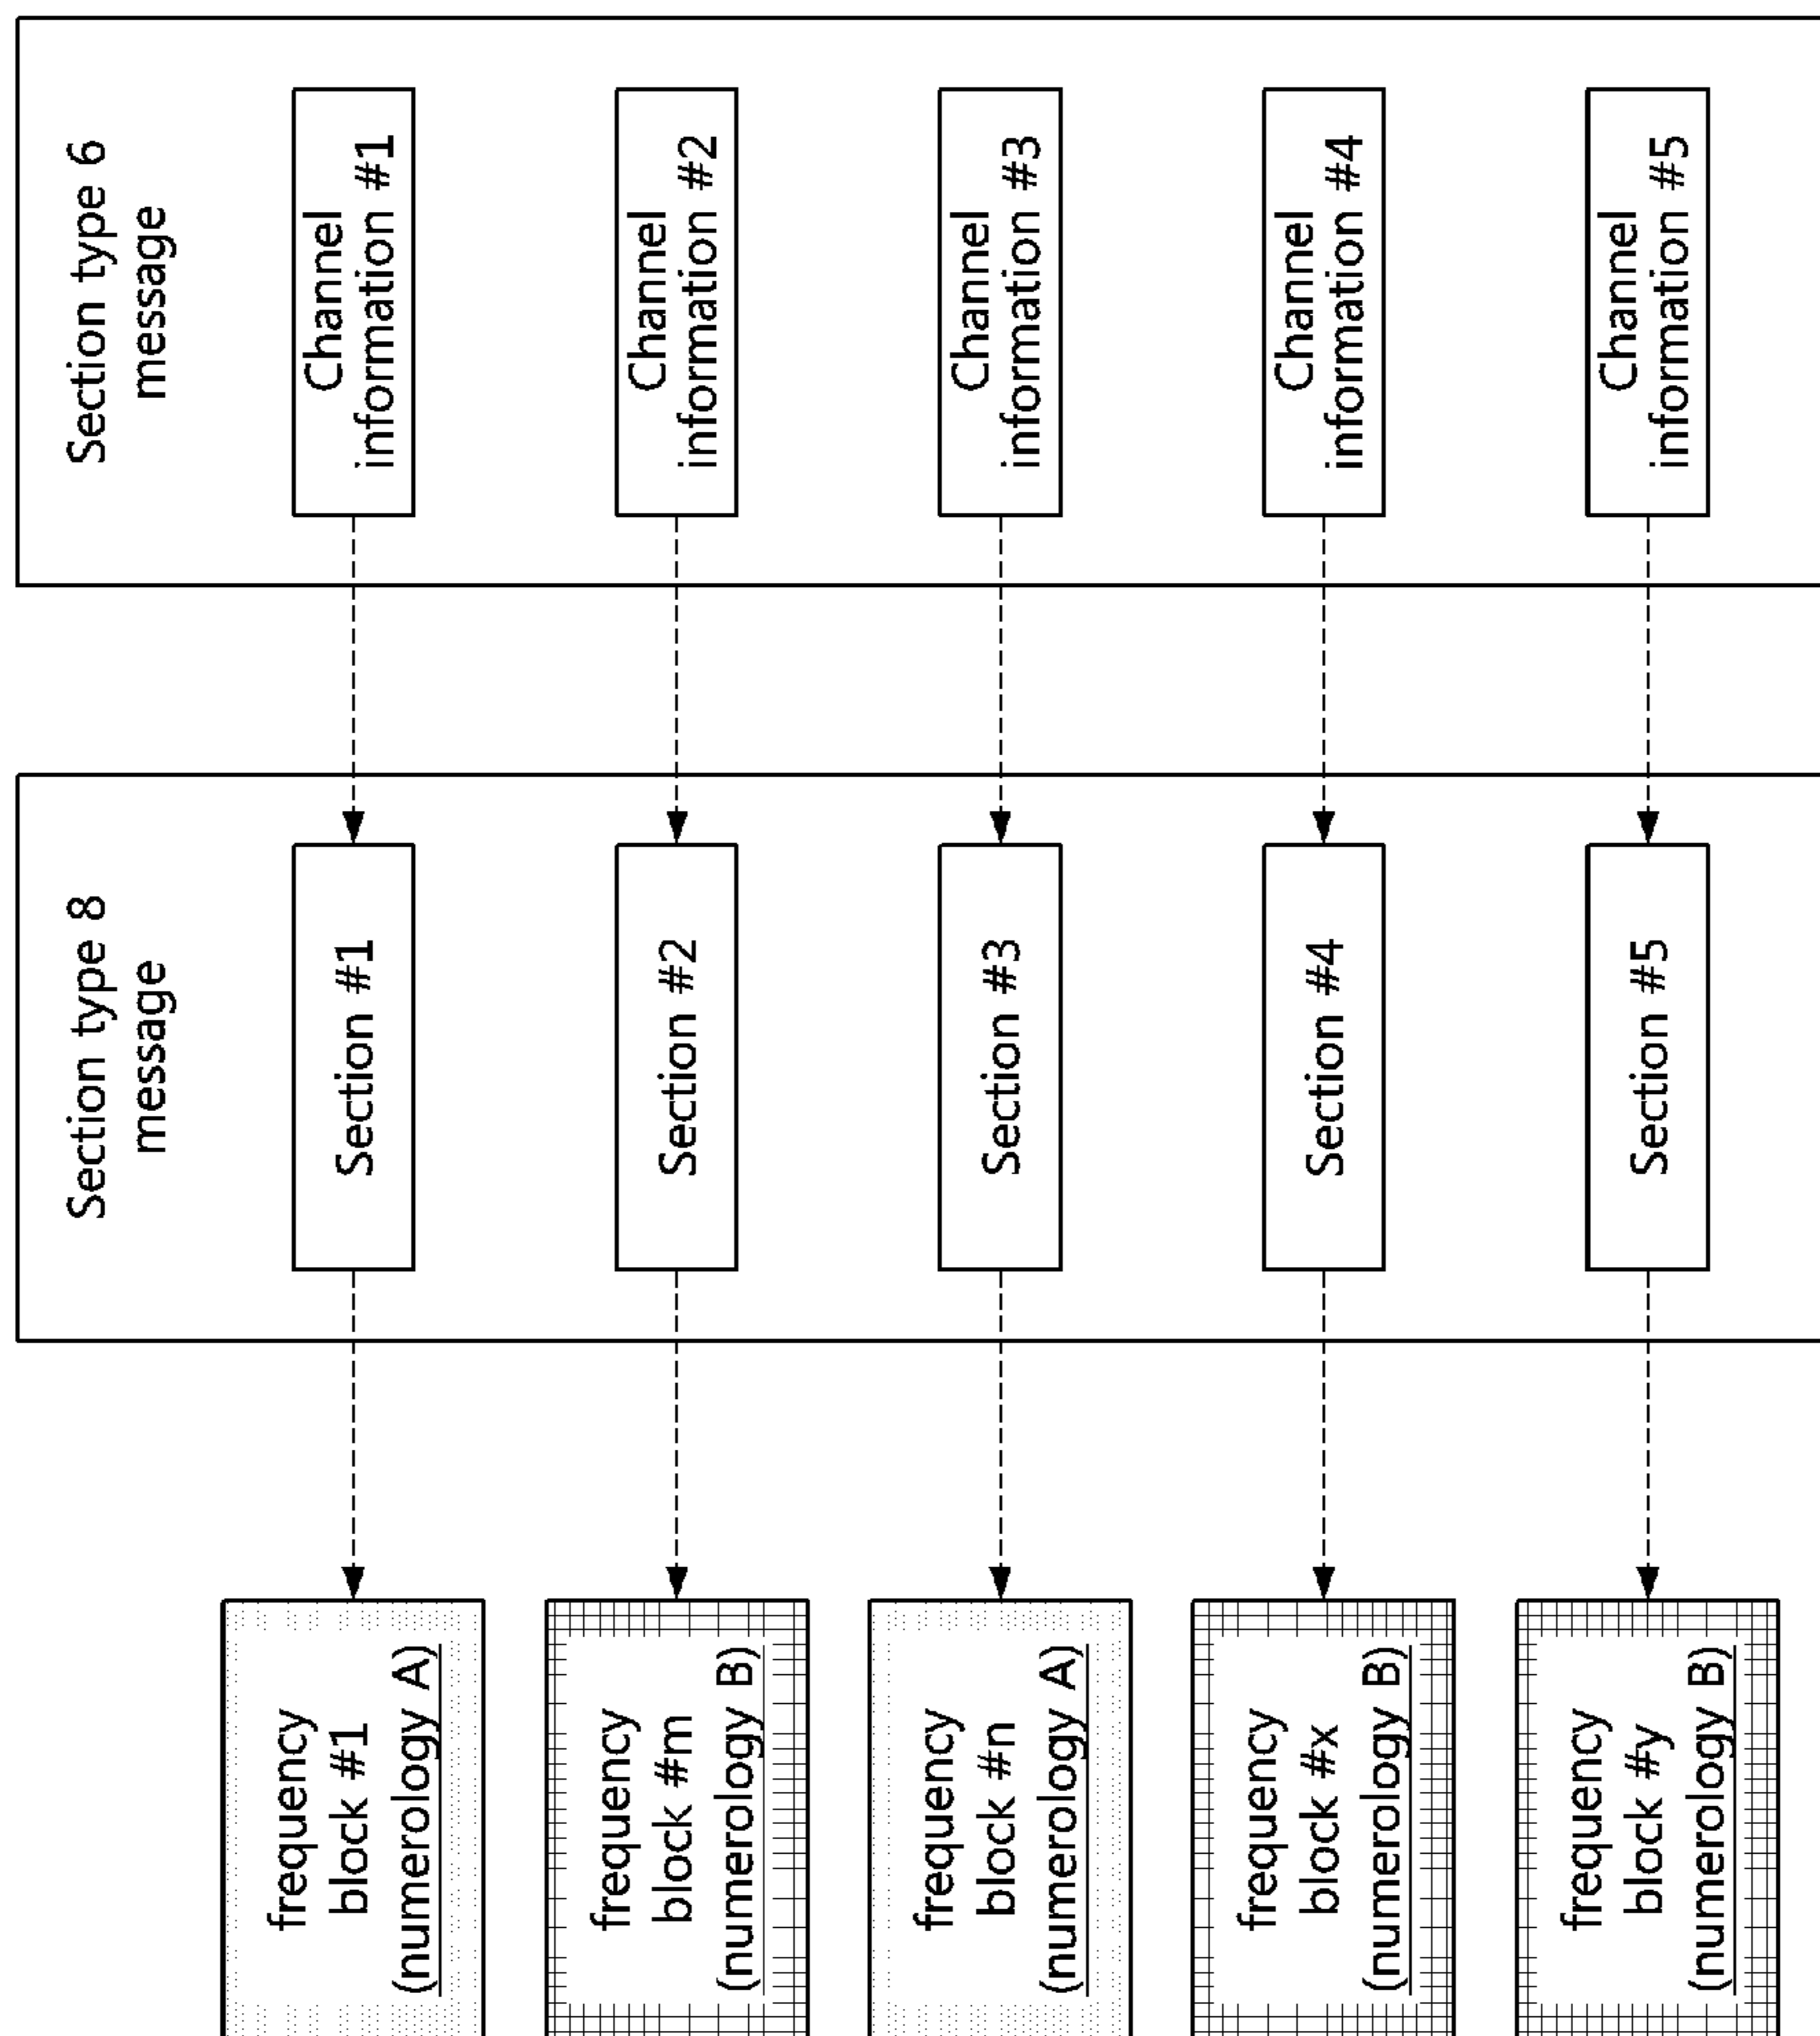 Section type 6
message
Channel
information #1
Channel
information #2
Channel
information #3
Channel
information #4
Channel
information #5
Section type 8
message
Section #1
Section #2
Section #3
Section #4
Section #5
frequency
block #1
(numerology A)
frequency
block #m
(numerology B)
frequency
block #n
(numerology A)
frequency
block #x
(numerology B)
frequency
block #y
(numerology B)